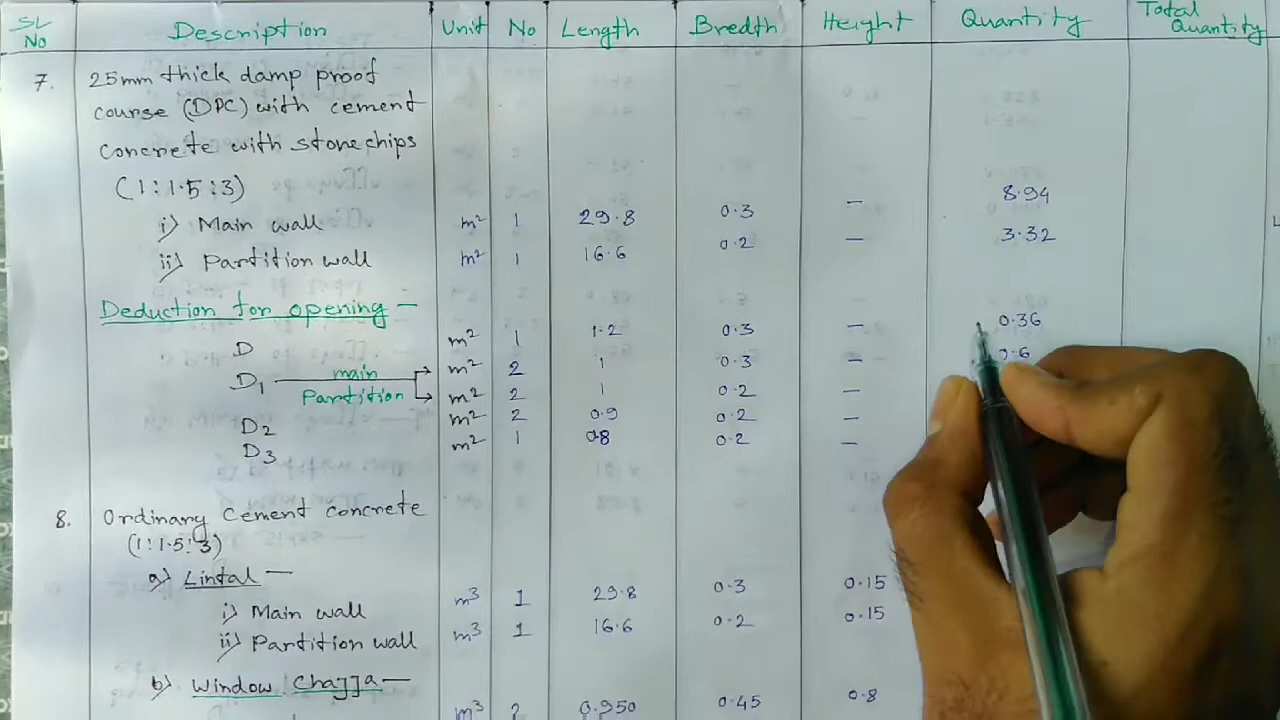 SL No Description Unit No Length Bredth Height Quantity Total Quantity
7. 25mm thick damp proof
course (DPC) with cement
concrete with stone chips
(1:1.5:3)
i) Main wall m² 1 29.8 0.3 — 8.94
ii) Partition wall m² 1 16.6 0.2 — 3.32
Deduction for opening —
D m² 1 1.2 0.3 — 0.36
D1 main m² 2 1 0.3 — 0.6
Partition m² 2 1 0.2 —
D2 m² 2 0.9 0.2 —
D3 m² 1 0.8 0.2 —
8. Ordinary Cement concrete
(1:1.5:3)
a) Lintal —
i) Main wall m³ 1 29.8 0.3 0.15
ii) Partition wall m³ 1 16.6 0.2 0.15
b) Window Chajja —
m³ 2 0.950 0.45 0.8